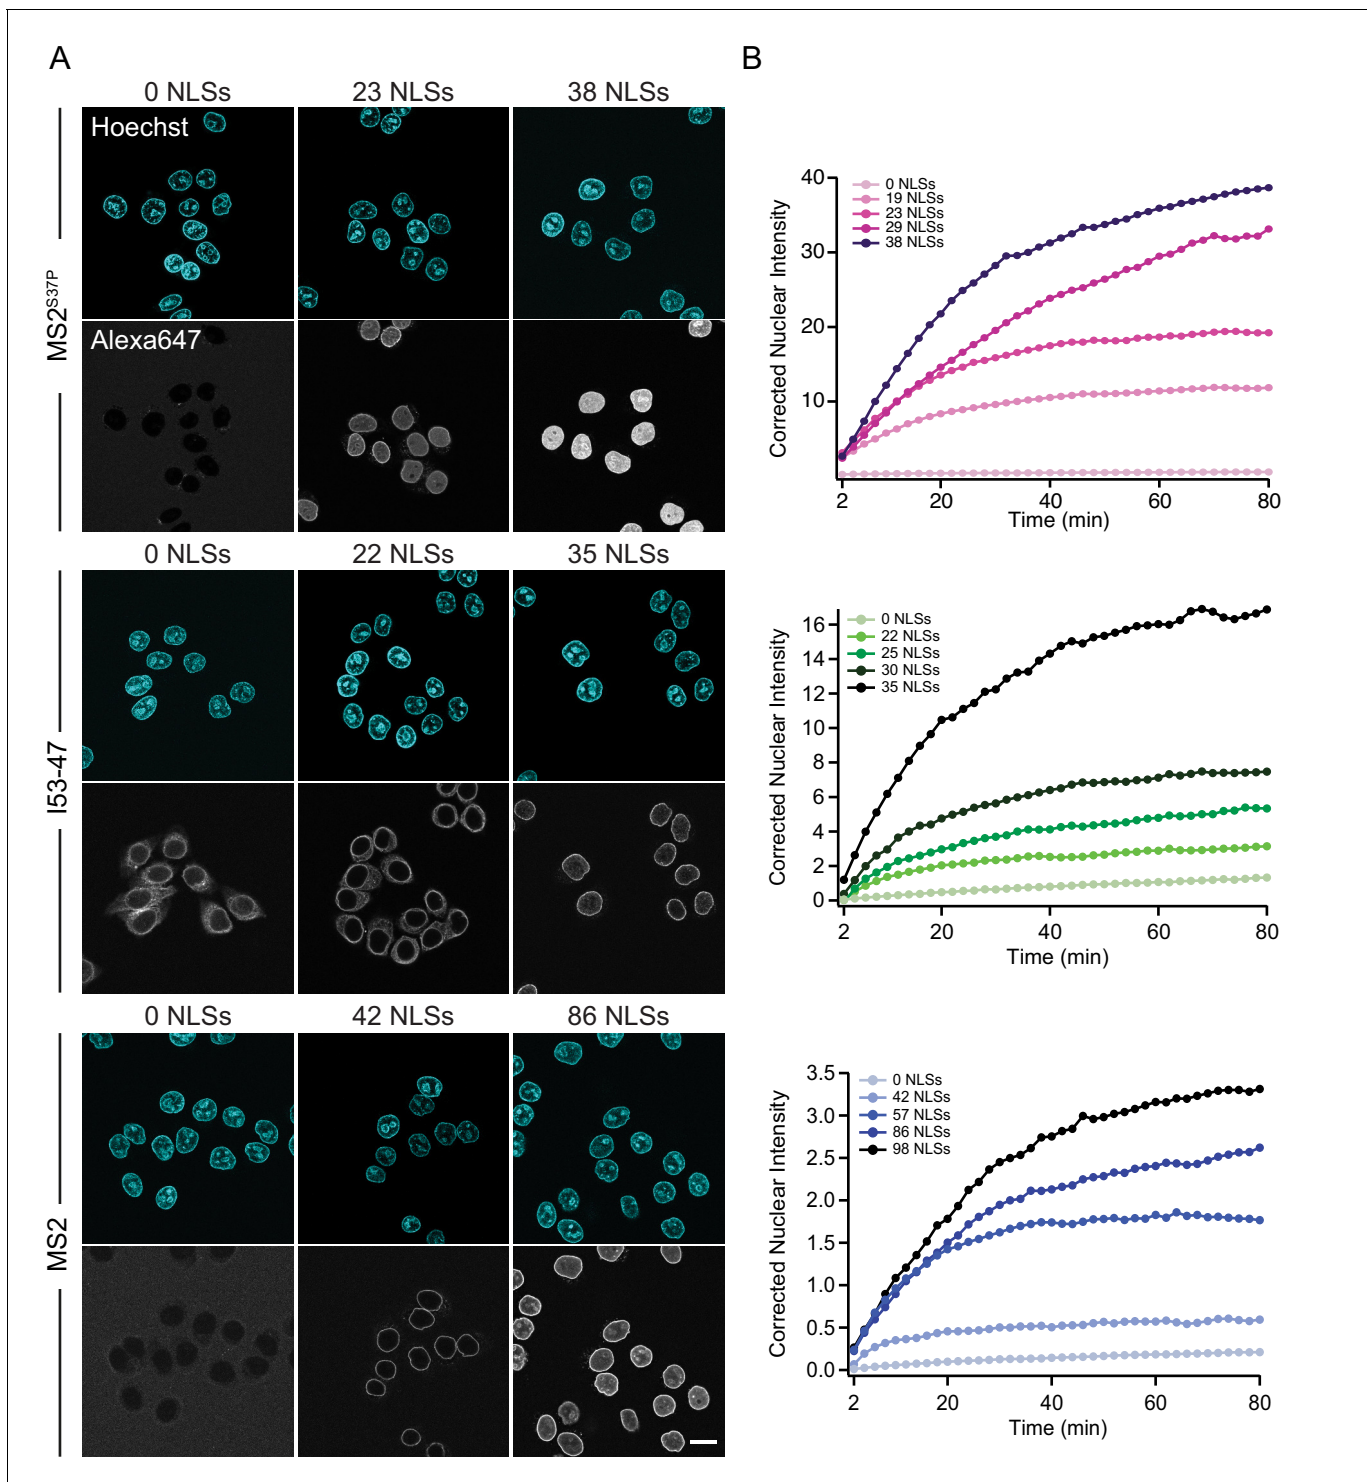 A
0 NLSs 23 NLSs 38 NLSs
Hoechst
Alexa647
MS2S37P
0 NLSs 22 NLSs 35 NLSs
I53-47
0 NLSs 42 NLSs 86 NLSs
MS2
B
40
30
20
10
Corrected Nuclear Intensity
0 NLSs
19 NLSs
23 NLSs
29 NLSs
38 NLSs
2 20 40 60 80
Time (min)
16
14
12
10
8
6
4
2
0
Corrected Nuclear Intensity
0 NLSs
22 NLSs
25 NLSs
30 NLSs
35 NLSs
2 20 40 60 80
Time (min)
3.5
3.0
2.5
2.0
1.5
1.0
0.5
0.0
Corrected Nuclear Intensity
0 NLSs
42 NLSs
57 NLSs
86 NLSs
98 NLSs
2 20 40 60 80
Time (min)